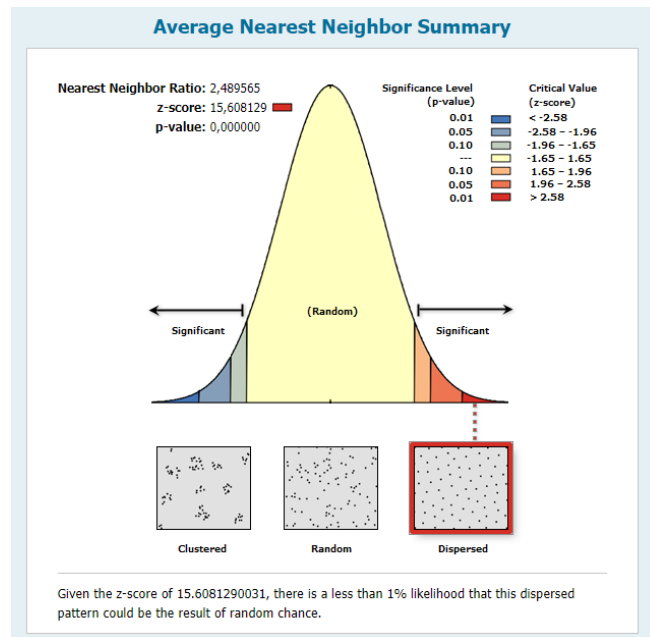 Average Nearest Neighbor Summary
Nearest Neighbor Ratio: 2,489565
z-score: 15,608129
p-value: 0,000000
Significance Level (p-value)
Critical Value (z-score)
0.01 < -2.58
0.05 -2.58 – -1.96
0.10 -1.96 – -1.65
--- -1.65 – 1.65
0.10 1.65 – 1.96
0.05 1.96 – 2.58
0.01 > 2.58
(Random)
Significant
Significant
Clustered
Random
Dispersed
Given the z-score of 15.6081290031, there is a less than 1% likelihood that this dispersed
pattern could be the result of random chance.